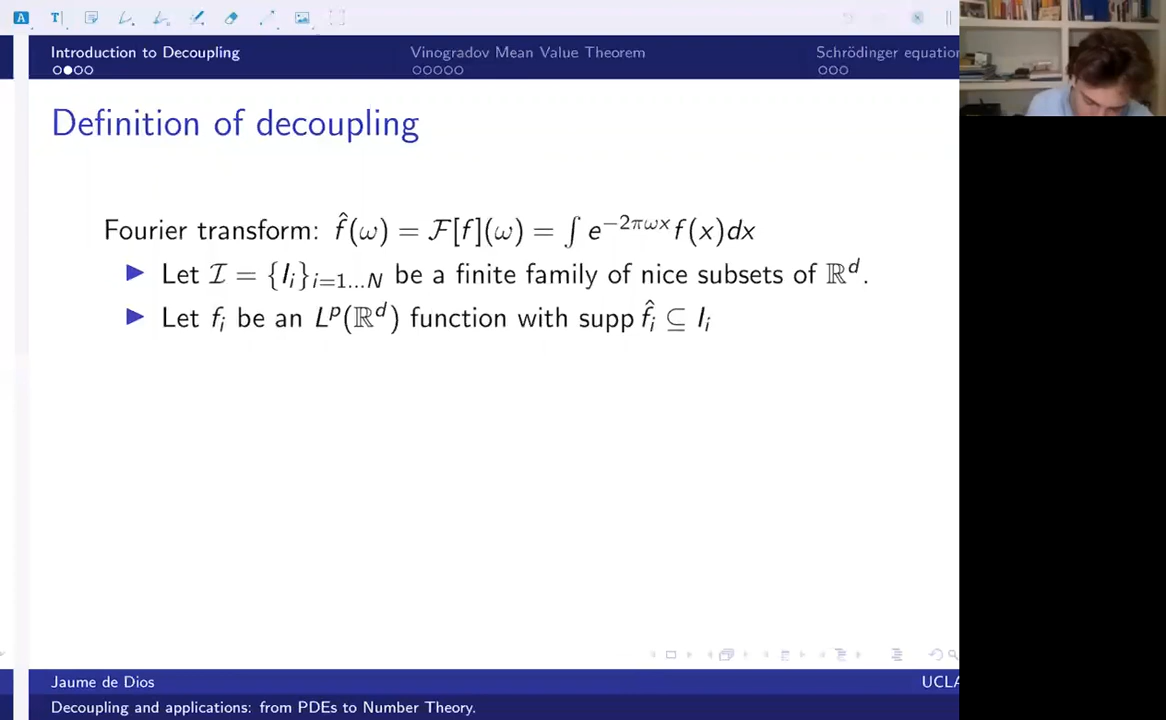 Introduction to Decoupling
Vinogradov Mean Value Theorem
Schrödinger equation
Definition of decoupling
Fourier transform: f̂(ω) = ℱ[f](ω) = ∫ e^{−2πωx} f(x)dx
▶ Let ℐ = {I_i}_{i=1...N} be a finite family of nice subsets of ℝ^d.
▶ Let f_i be an L^p(ℝ^d) function with supp f̂_i ⊆ I_i
Jaume de Dios
UCLA
Decoupling and applications: from PDEs to Number Theory.